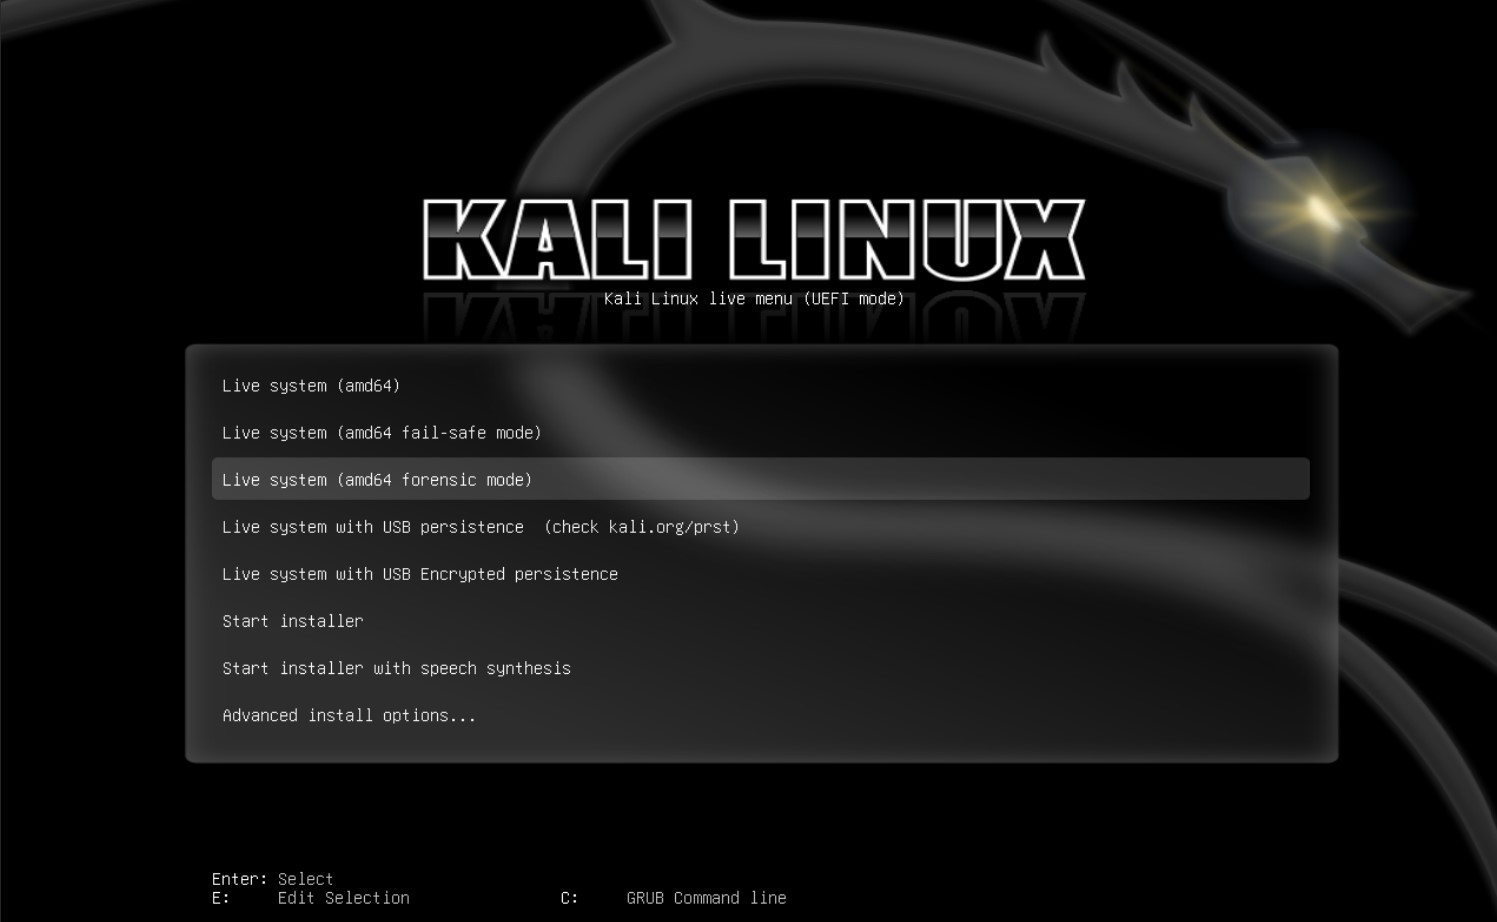 KALI LINUX
Kali Linux live menu (UEFI mode)
Live system (amd64)
Live system (amd64 fail-safe mode)
Live system (amd64 forensic mode)
Live system with USB persistence  (check kali.org/prst)
Live system with USB Encrypted persistence
Start installer
Start installer with speech synthesis
Advanced install options...
Enter: Select
E: Edit Selection C: GRUB Command line